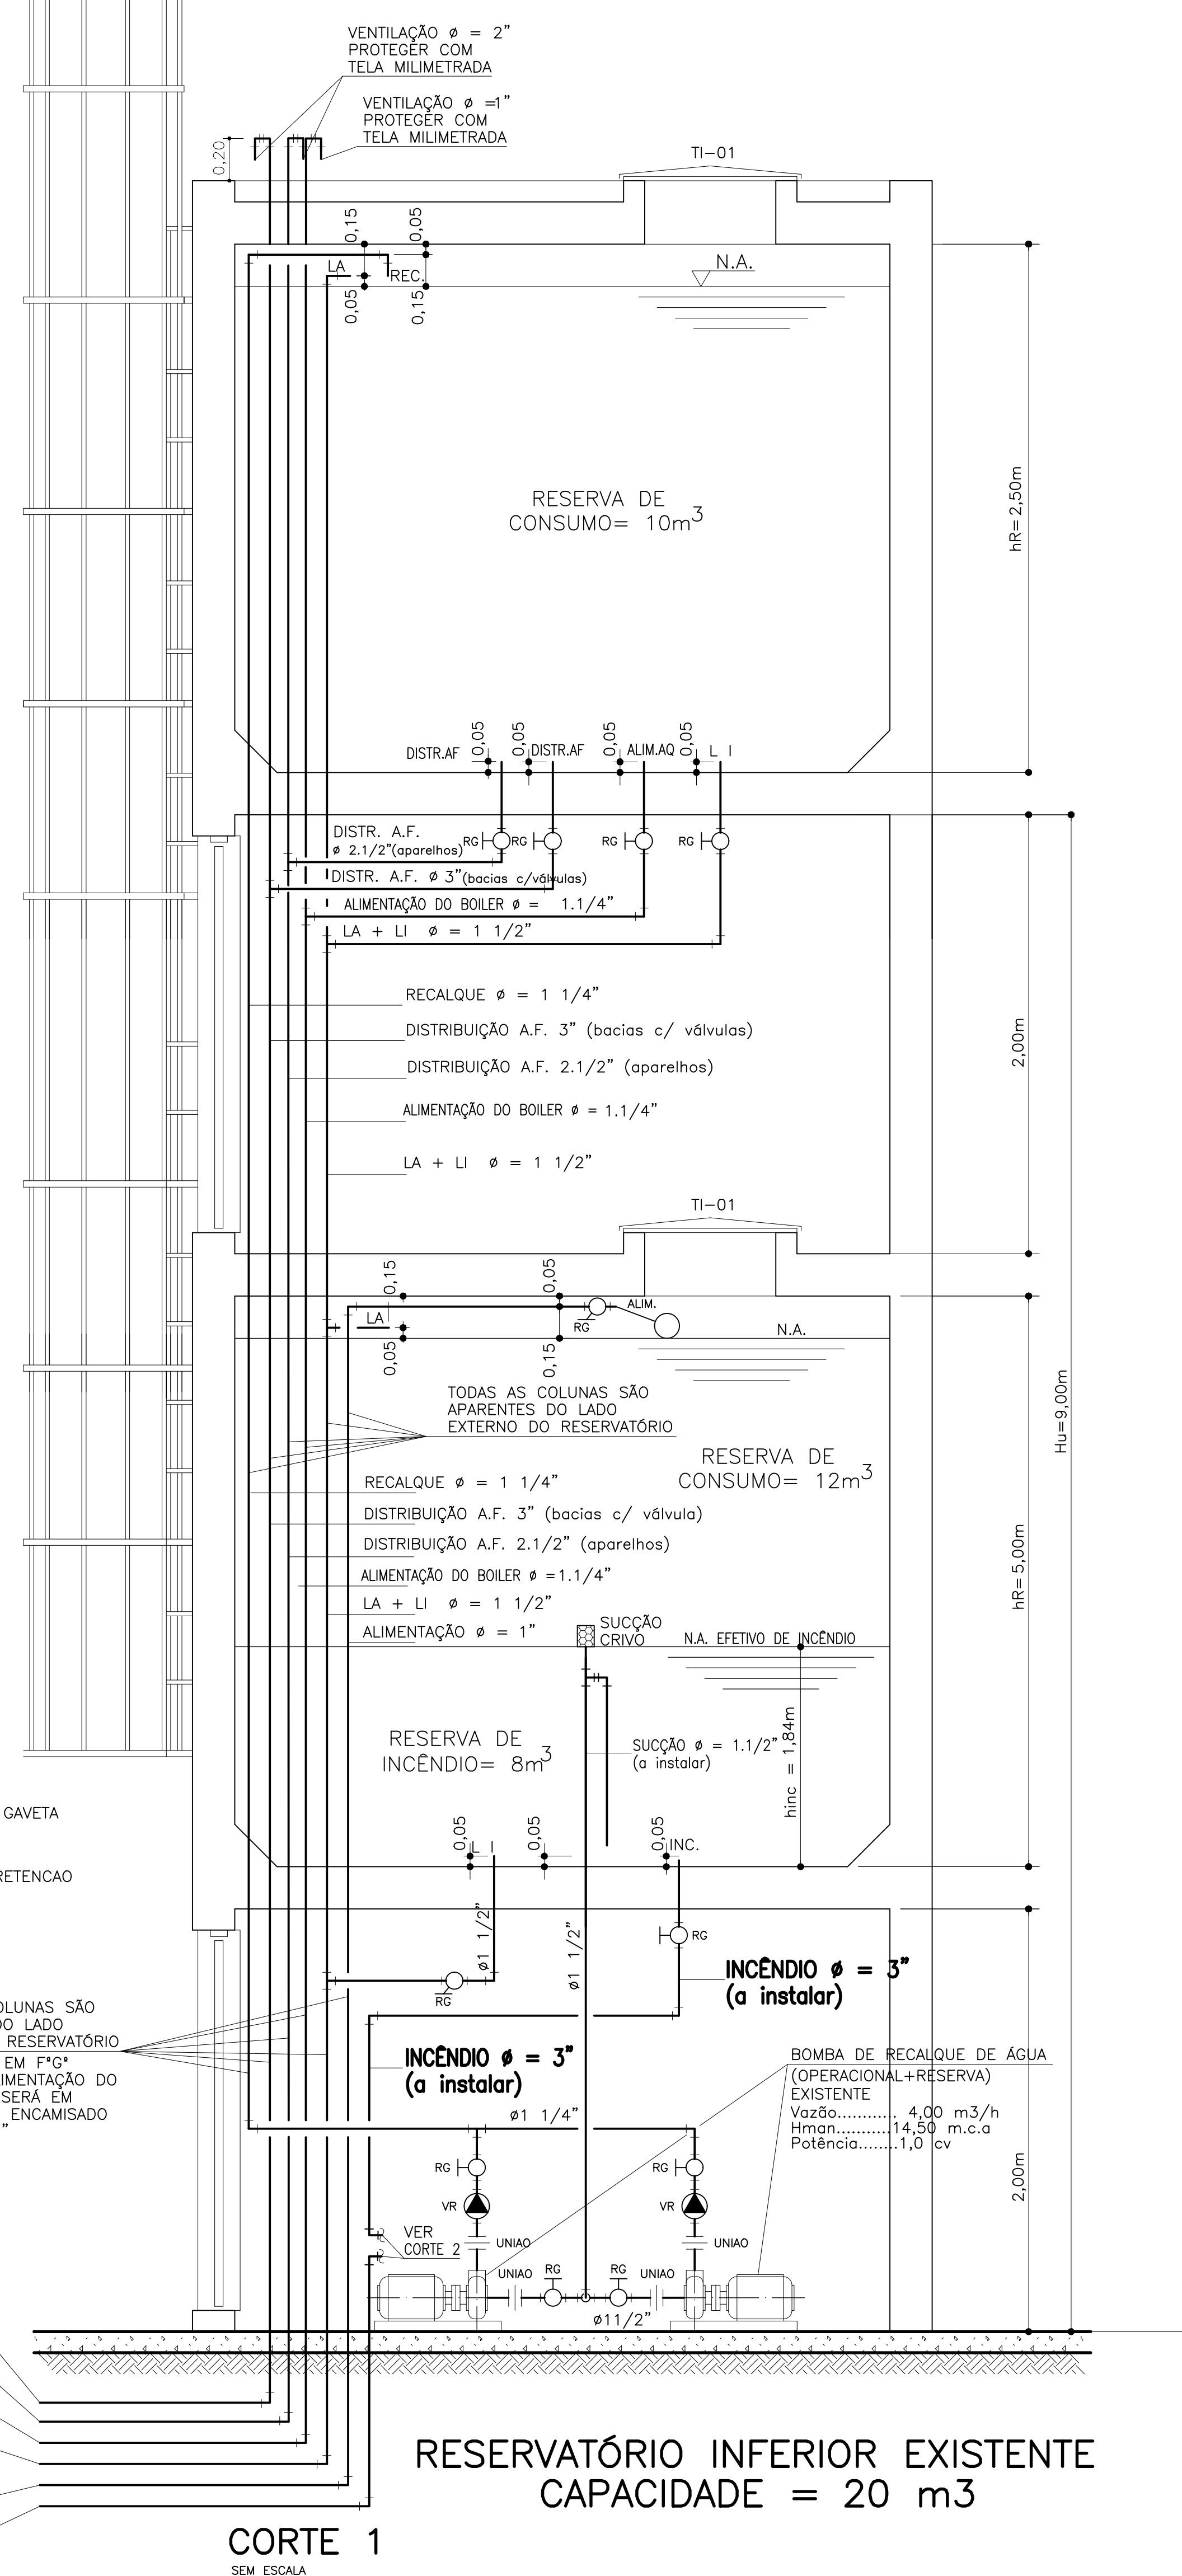 VENTILAÇÃO ø = 2"
PROTEGER COM
TELA MILIMETRADA
VENTILAÇÃO ø =1"
PROTEGER COM
TELA MILIMETRADA
0,20
TI-01
0,15
0,05
LA
REC.
0,05
0,15
N.A.
RESERVA DE
CONSUMO= 10m3
hR= 2,50m
DISTR.AF
0,05
0,05
DISTR.AF
0,05
ALIM.AQ
0,05
L I
DISTR. A.F.
ø 2.1/2"(aparelhos)
RG
RG
RG
RG
DISTR. A.F. ø 3"(bacias c/válvulas)
ALIMENTAÇÃO DO BOILER ø = 1.1/4"
LA + LI ø = 1 1/2"
RECALQUE ø = 1 1/4"
DISTRIBUIÇÃO A.F. 3" (bacias c/ válvulas)
DISTRIBUIÇÃO A.F. 2.1/2" (aparelhos)
ALIMENTAÇÃO DO BOILER ø = 1.1/4"
LA + LI ø = 1 1/2"
2,00m
TI-01
0,15
0,05
ALIM.
RG
LA
0,05
0,15
N.A.
TODAS AS COLUNAS SÃO
APARENTES DO LADO
EXTERNO DO RESERVATÓRIO
Hu=9,00m
RESERVA DE
CONSUMO= 12m3
RECALQUE ø = 1 1/4"
DISTRIBUIÇÃO A.F. 3" (bacias c/ válvula)
DISTRIBUIÇÃO A.F. 2.1/2" (aparelhos)
ALIMENTAÇÃO DO BOILER ø =1.1/4"
LA + LI ø = 1 1/2"
ALIMENTAÇÃO ø = 1"
hR= 5,00m
SUCÇÃO
CRIVO
N.A. EFETIVO DE INCÊNDIO
RESERVA DE
INCÊNDIO= 8m3
SUCÇÃO ø = 1.1/2"
(a instalar)
hinc = 1,84m
GAVETA
RETENCAO
0,05
L I
0,05
0,05
INC.
ø1 1/2"
ø1 1/2"
RG
RG
INCÊNDIO ø = 3"
(a instalar)
OLUNAS SÃO
DO LADO
RESERVATÓRIO
EM FºGº
IMENTAÇÃO DO
SERÁ EM
ENCAMISADO
"
INCÊNDIO ø = 3"
(a instalar)
BOMBA DE RECALQUE DE ÁGUA
(OPERACIONAL+RESERVA)
EXISTENTE
Vazão........... 4,00 m3/h
Hman..........14,50 m.c.a
Potência.......1,0 cv
ø1 1/4"
RG
RG
VR
VR
2,00m
VER
CORTE 2
UNIAO
UNIAO
UNIAO
RG
RG
UNIAO
ø11/2"
RESERVATÓRIO INFERIOR EXISTENTE
CAPACIDADE = 20 m3
CORTE 1
SEM ESCALA